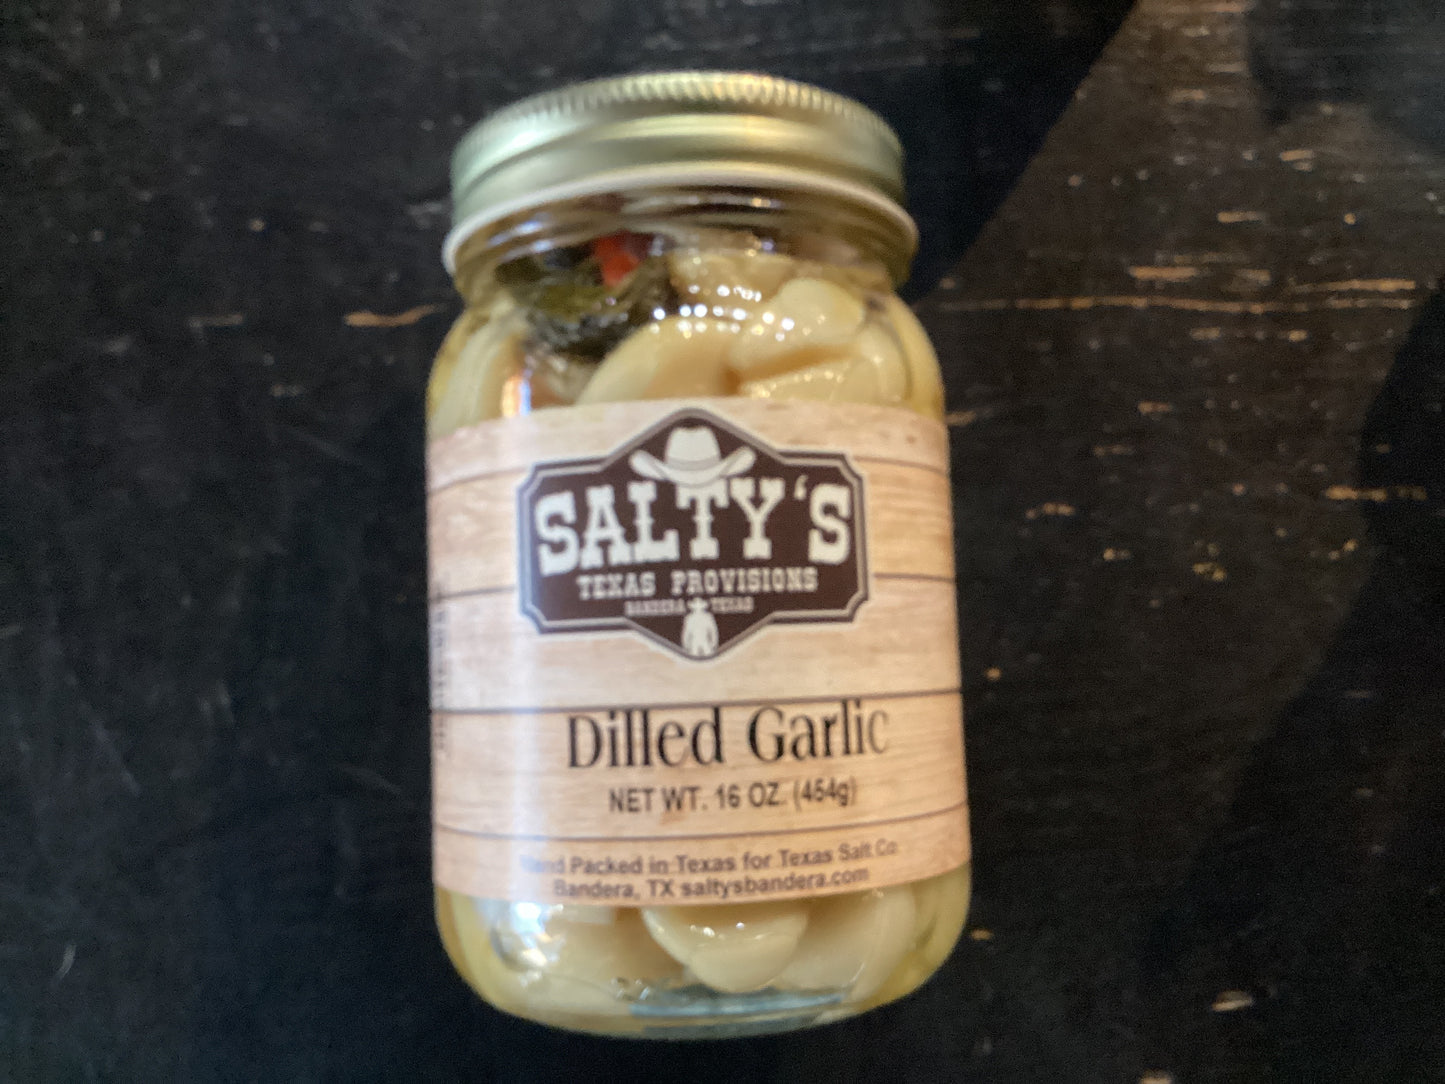 SALTY'S
TEXAS PROVISIONS
BANDERA TEXAS
Dilled Garlic
NET WT. 16 OZ. (454g)
Hand Packed in Texas for Texas Salt Co
Bandera, TX saltysbandera.com